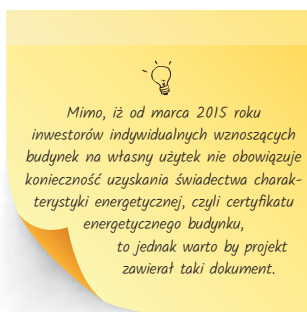 Mimo, iż od marca 2015 roku
inwestorów indywidualnych wznoszących
budynek na własny użytek nie obowiązuje
konieczność uzyskania świadectwa charak-
terystyki energetycznej, czyli certyfikatu
energetycznego budynku,
to jednak warto by projekt
zawierał taki dokument.